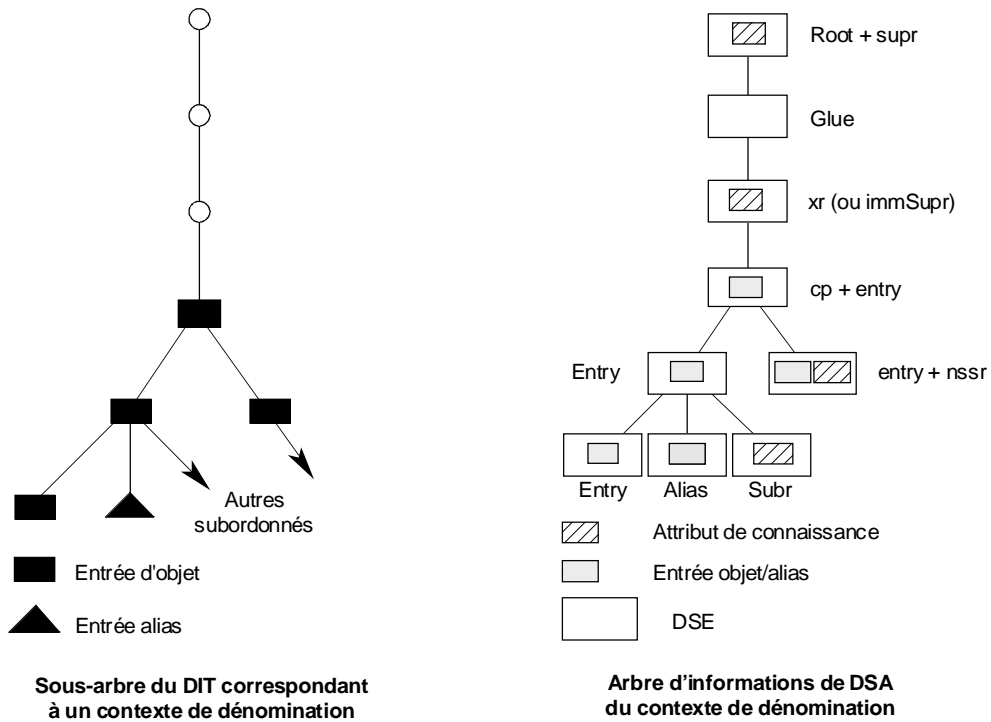 Autres
subordonnés
Entrée d'objet
Entrée alias
Sous-arbre du DIT correspondant
à un contexte de dénomination
Root + supr
Glue
xr (ou immSupr)
cp + entry
Entry
entry + nssr
Entry
Alias
Subr
Attribut de connaissance
Entrée objet/alias
DSE
Arbre d’informations de DSA
du contexte de dénomination